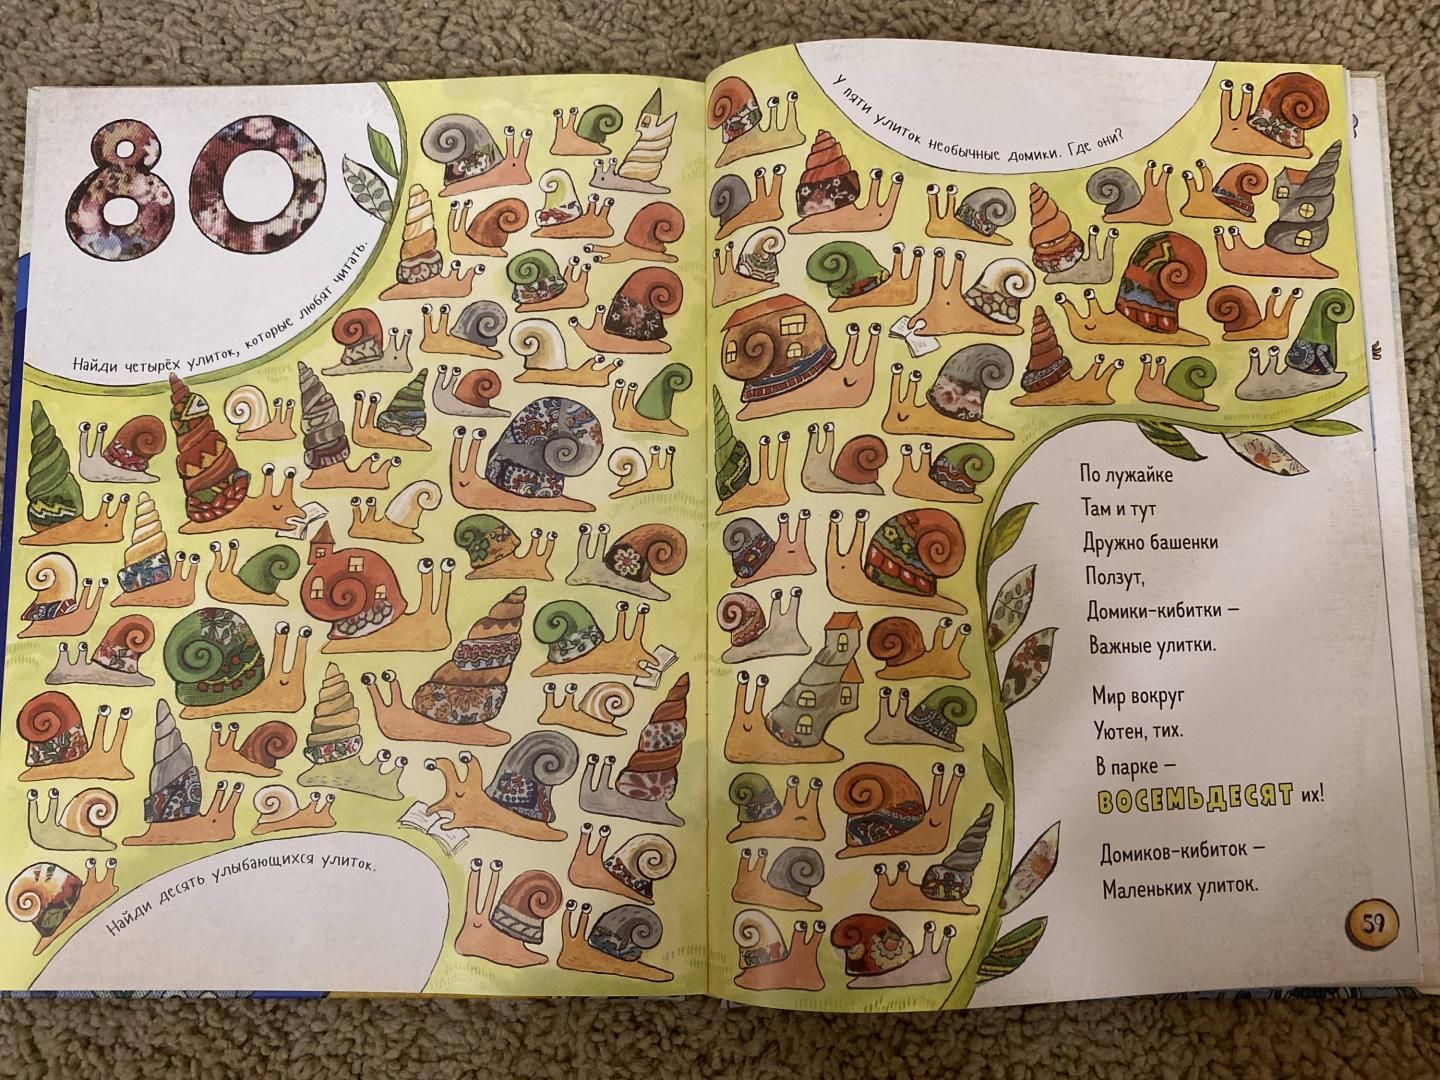 80
Найди четырёх улиток, которые любят читать.
Найди десять улыбающихся улиток.
У пяти улиток необычные домики. Где они?
По лужайке
Там и тут
Дружно башенки
Ползут,
Домики-кибитки –
Важные улитки.
Мир вокруг
Уютен, тих.
В парке –
ВОСЕМЬДЕСЯТ их!
Домиков-кибиток –
Маленьких улиток.
59